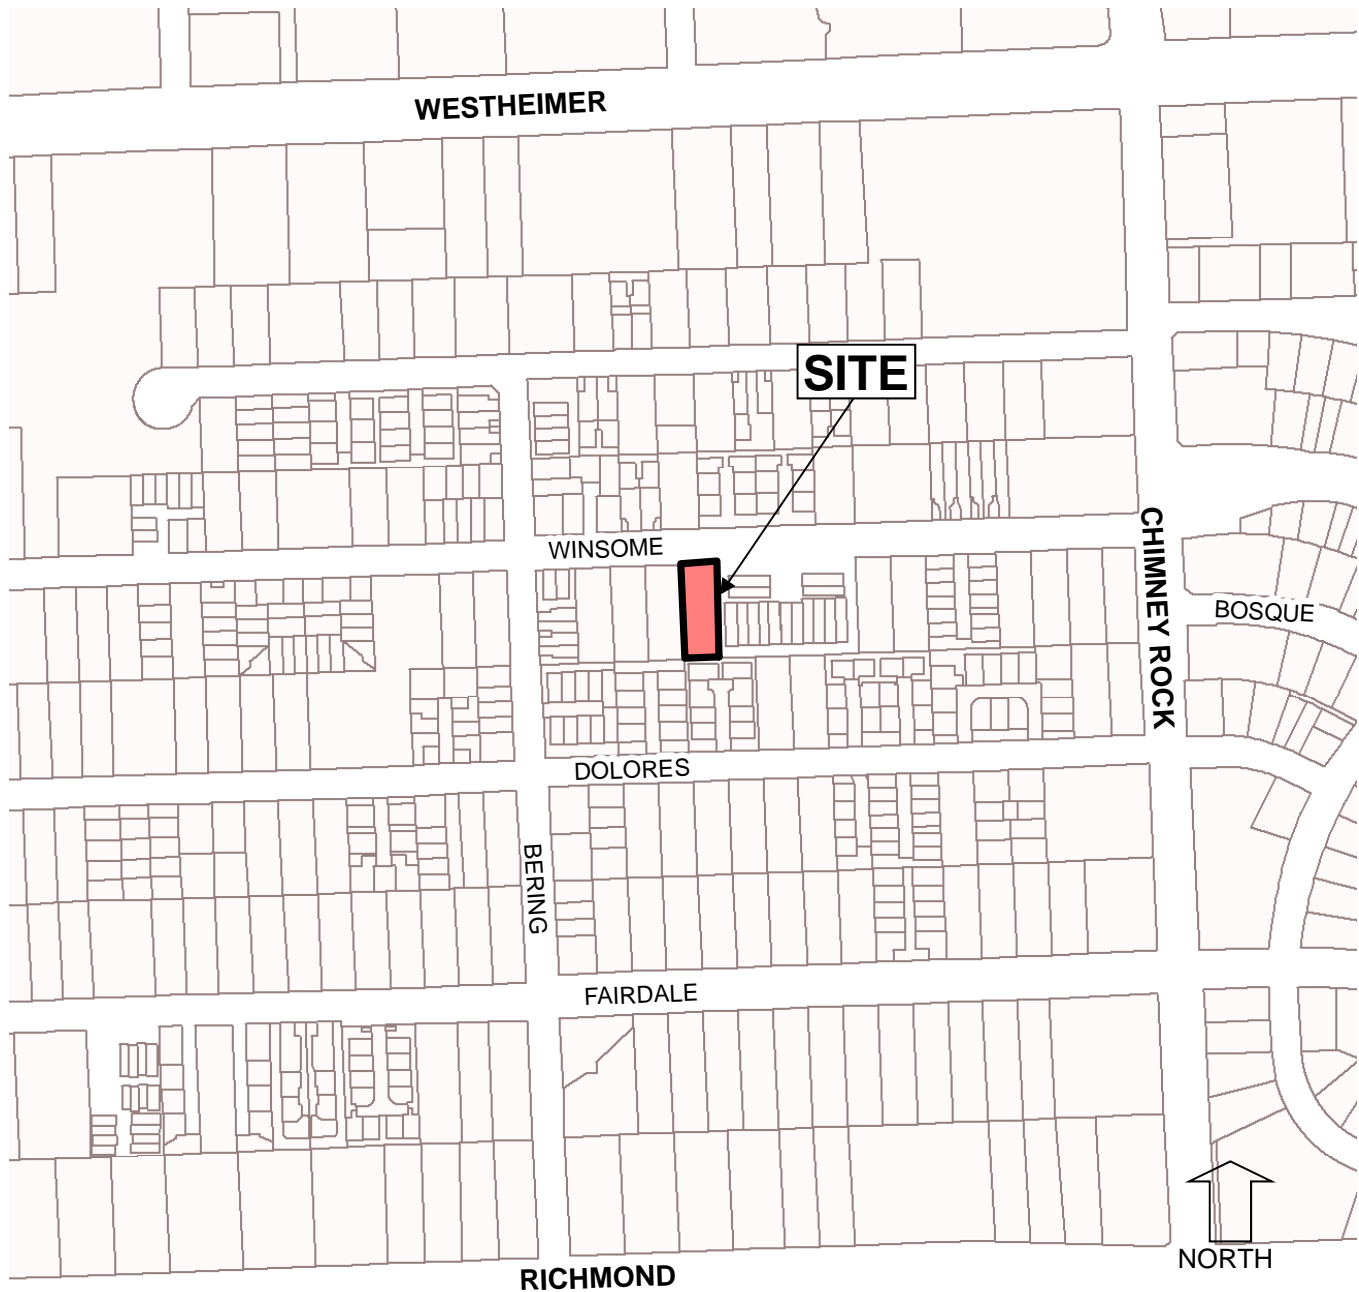 WESTHEIMER
SITE
WINSOME
CHIMNEY ROCK
BOSQUE
DOLORES
BERING
FAIRDALE
NORTH
RICHMOND